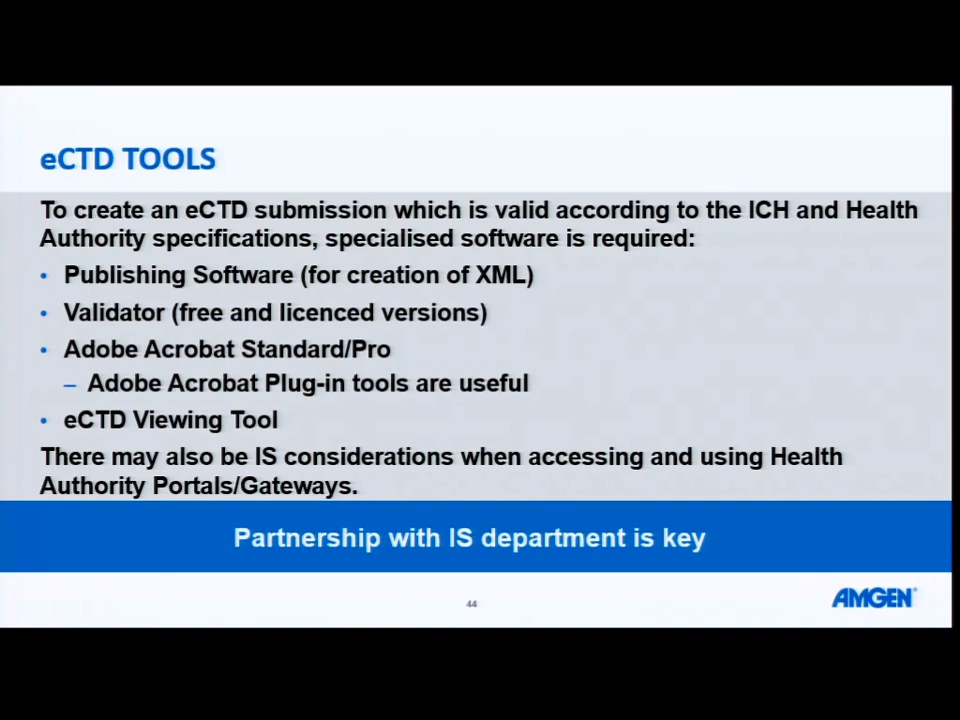 eCTD TOOLS
To create an eCTD submission which is valid according to the ICH and Health
Authority specifications, specialised software is required:
• Publishing Software (for creation of XML)
• Validator (free and licenced versions)
• Adobe Acrobat Standard/Pro
– Adobe Acrobat Plug-in tools are useful
• eCTD Viewing Tool
There may also be IS considerations when accessing and using Health
Authority Portals/Gateways.
Partnership with IS department is key
44
AMGEN®